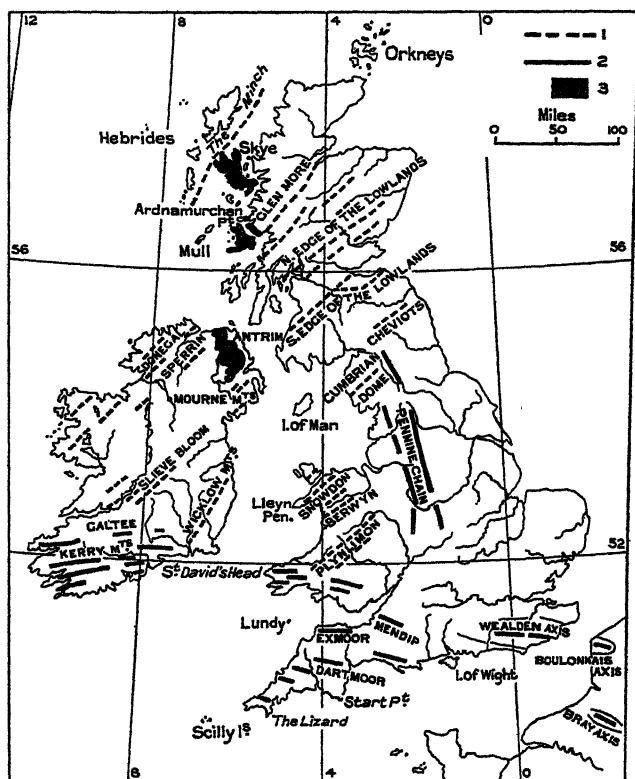 12
8
4
0
Orkneys
1
2
3
Miles
0 50 100
The Minch
Hebrides
Skye
GLEN MORE
Ardnamurchan
Pt.
N. EDGE OF THE LOWLANDS
Mull
56
56
S. EDGE OF THE LOWLANDS
DONEGAL
SPERRIN
ANTRIM
CHEVIOTS
CUMBRIAN
DOME
MOURNE Mts
I. of Man
PENNINE CHAIN
SLIEVE BLOOM
WICKLOW Mts
Lleyn
Pen.
SNOWDON
BERWYN
GALTEE
KERRY Mts
PLYNLIMON
52
St. David's Head
Lundy
EXMOOR
MENDIP
WEALDEN AXIS
DARTMOOR
I. of Wight
BOULONNAIS
AXIS
Start Pt.
The Lizard
Scilly Is
BRAY AXIS
8
4
0